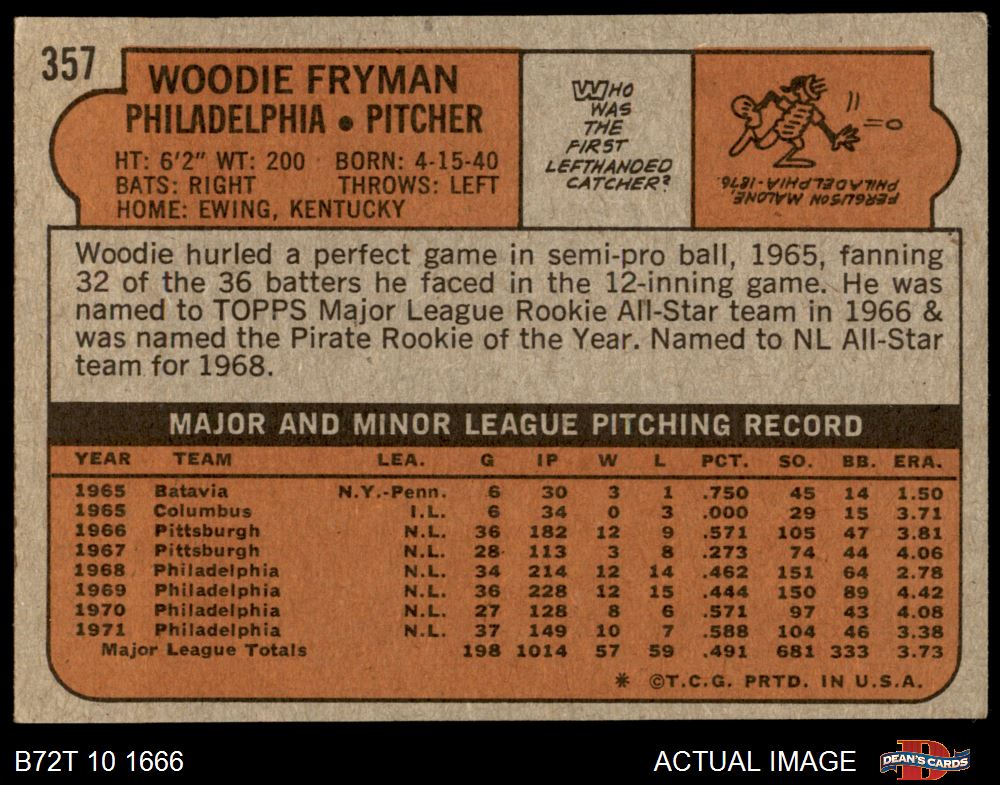 357
WOODIE FRYMAN
PHILADELPHIA • PITCHER
HT: 6'2" WT: 200 BORN: 4-15-40
BATS: RIGHT THROWS: LEFT
HOME: EWING, KENTUCKY
WHO
WAS
THE
FIRST
LEFTHANDED
CATCHER?
FERGUSON MALONE
PHILADELPHIA-1876.
Woodie hurled a perfect game in semi-pro ball, 1965, fanning
32 of the 36 batters he faced in the 12-inning game. He was
named to TOPPS Major League Rookie All-Star team in 1966 &
was named the Pirate Rookie of the Year. Named to NL All-Star
team for 1968.
MAJOR AND MINOR LEAGUE PITCHING RECORD
YEAR TEAM LEA. G IP W L PCT. SO. BB. ERA.
1965 Batavia N.Y.-Penn. 6 30 3 1 .750 45 14 1.50
1965 Columbus I.L. 6 34 0 3 .000 29 15 3.71
1966 Pittsburgh N.L. 36 182 12 9 .571 105 47 3.81
1967 Pittsburgh N.L. 28 113 3 8 .273 74 44 4.06
1968 Philadelphia N.L. 34 214 12 14 .462 151 64 2.78
1969 Philadelphia N.L. 36 228 12 15 .444 150 89 4.42
1970 Philadelphia N.L. 27 128 8 6 .571 97 43 4.08
1971 Philadelphia N.L. 37 149 10 7 .588 104 46 3.38
Major League Totals 198 1014 57 59 .491 681 333 3.73
* ©T.C.G. PRTD. IN U.S.A.
B72T 10 1666 ACTUAL IMAGE D DEAN'S CARDS